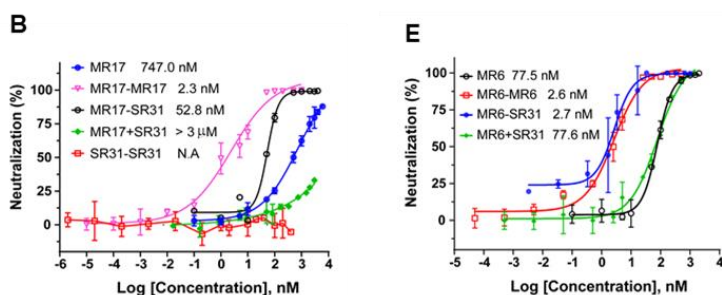 B
MR17 747.0 nM
MR17-MR17 2.3 nM
MR17-SR31 52.8 nM
MR17+SR31 > 3 μM
SR31-SR31 N.A
Neutralization (%)
100
75
50
25
0
-6 -5 -4 -3 -2 -1 0 1 2 3 4
Log [Concentration], nM
E
MR6 77.5 nM
MR6-MR6 2.6 nM
MR6-SR31 2.7 nM
MR6+SR31 77.6 nM
Neutralization (%)
100
75
50
25
0
-5 -4 -3 -2 -1 0 1 2 3 4
Log [Concentration], nM